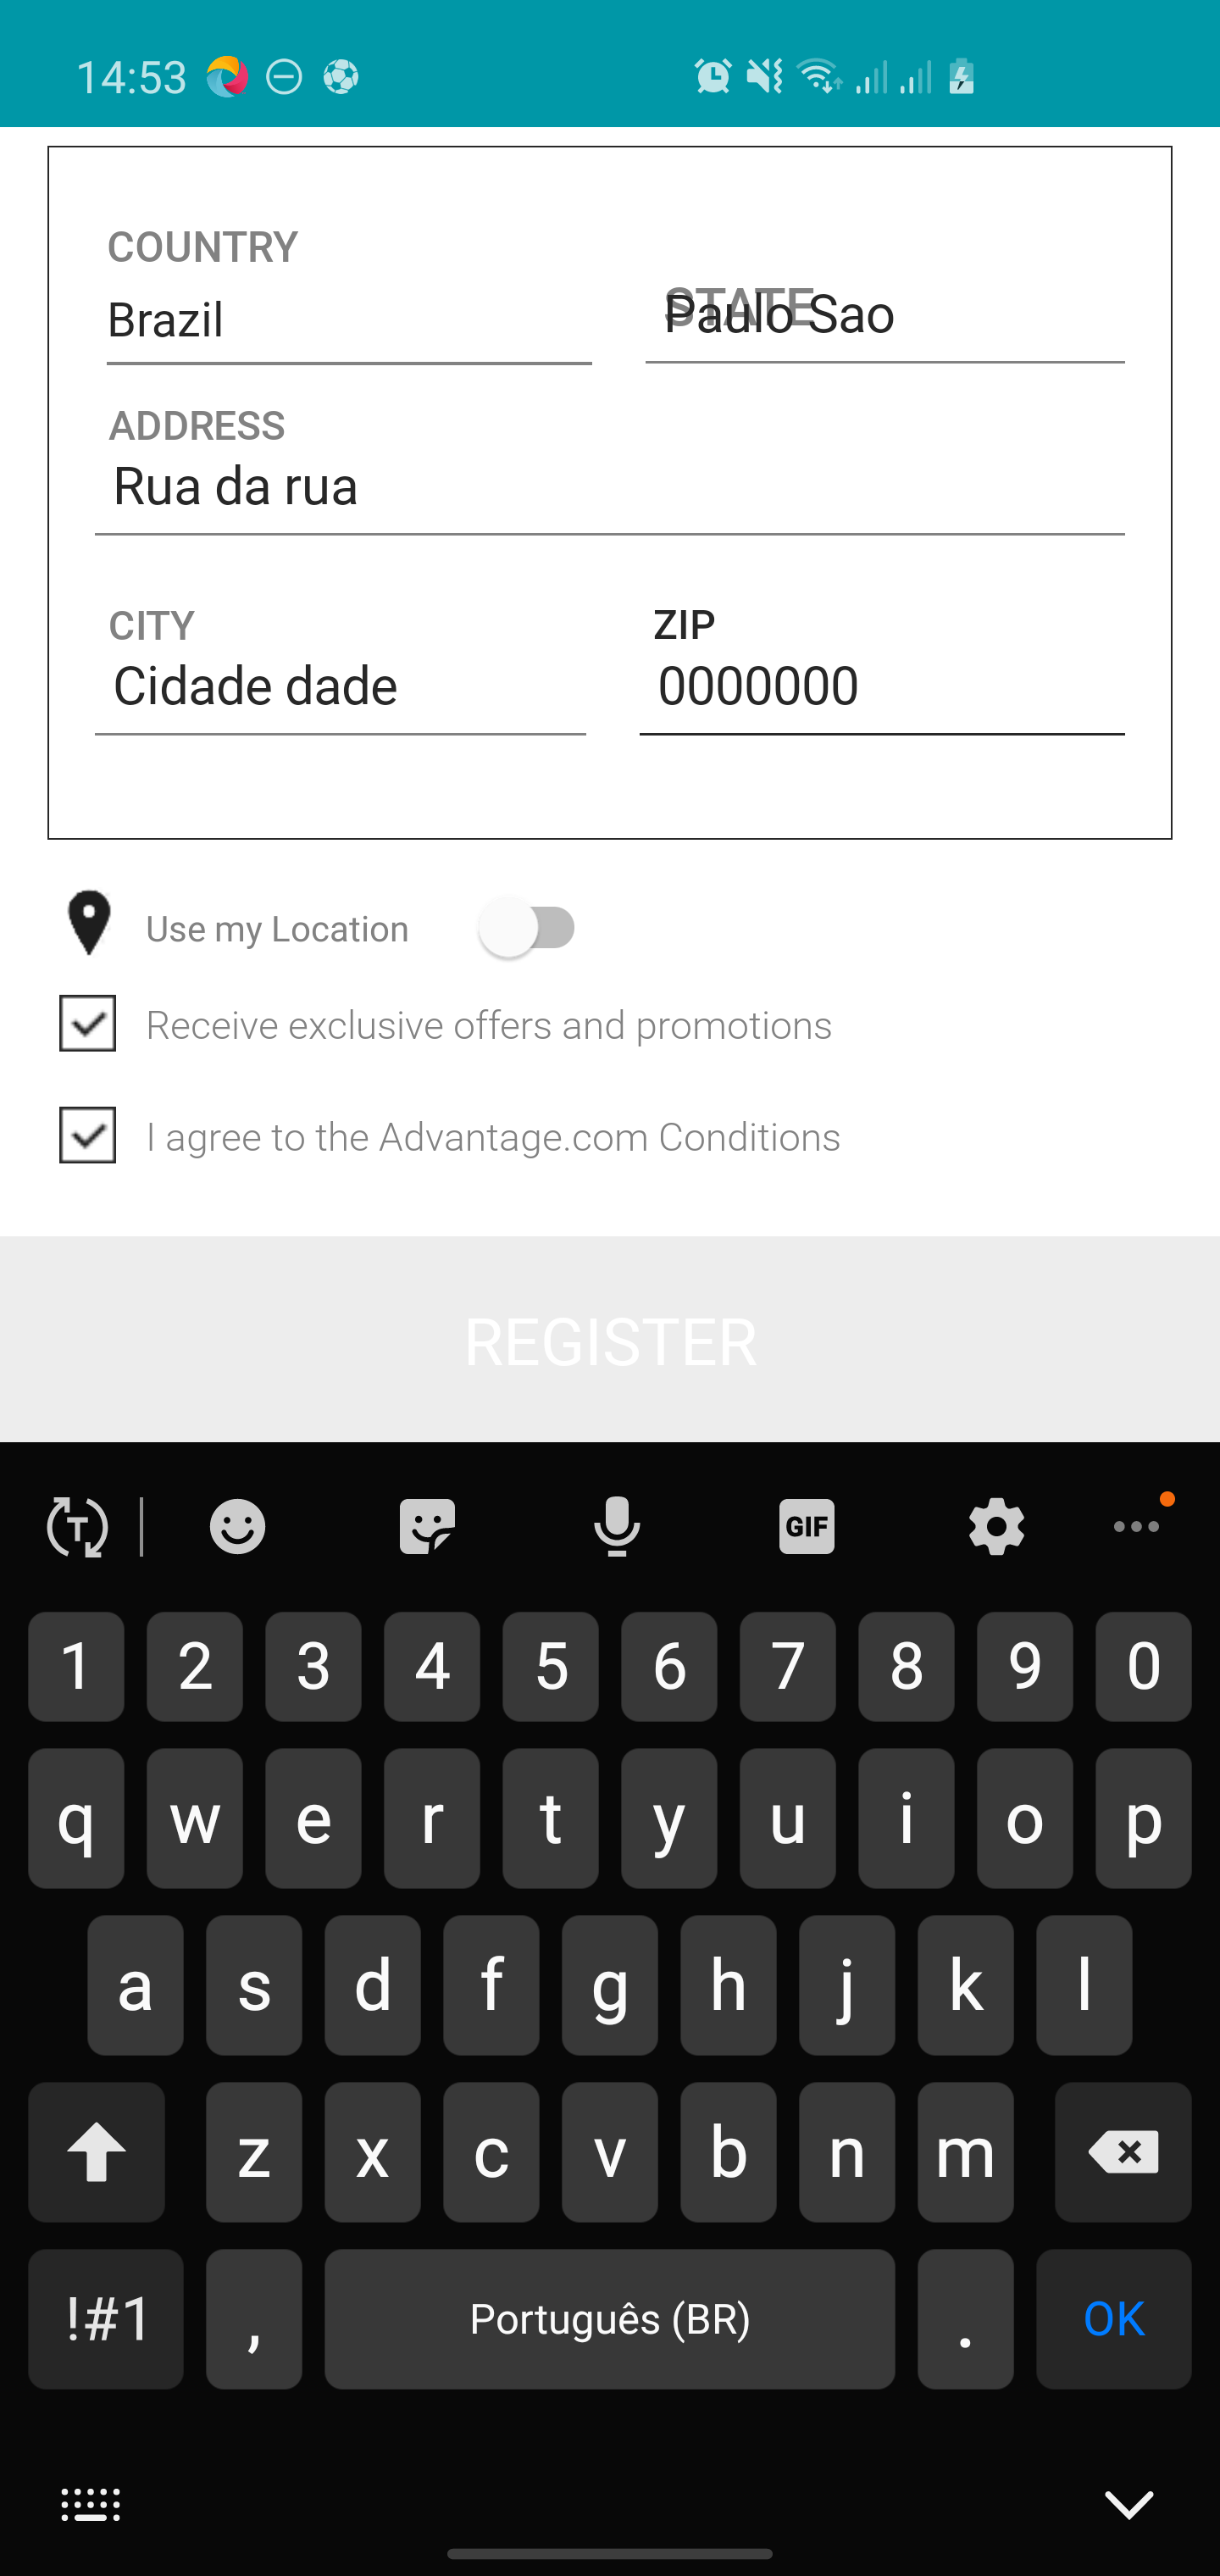 14:53
COUNTRY
Brazil
STATE
Paulo Sao
ADDRESS
Rua da rua
CITY
Cidade dade
ZIP
0000000
Use my Location
Receive exclusive offers and promotions
I agree to the Advantage.com Conditions
REGISTER
T GIF
1 2 3 4 5 6 7 8 9 0
q w e r t y u i o p
a s d f g h j k l
z x c v b n m
!#1 , Português (BR) . OK